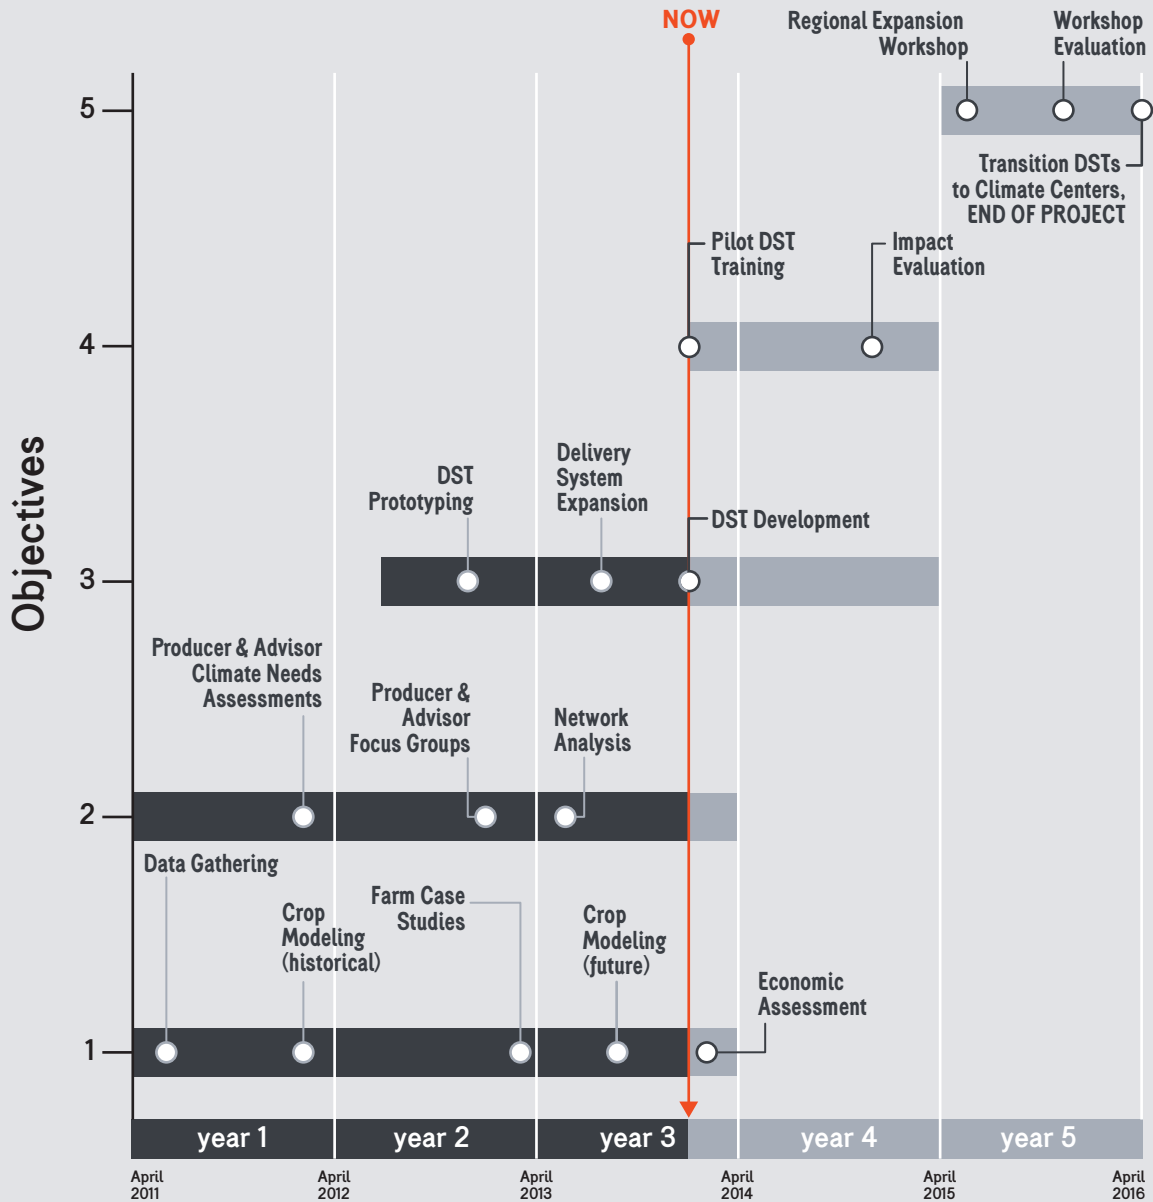 NOW
Regional Expansion
Workshop
Workshop
Evaluation
5
Transition DSTs
to Climate Centers,
END OF PROJECT
Pilot DST
Training
Impact
Evaluation
4
Objectives
DST
Prototyping
Delivery
System
Expansion
DST Development
3
Producer & Advisor
Climate Needs
Assessments
Producer &
Advisor
Focus Groups
Network
Analysis
2
Data Gathering
Crop
Modeling
(historical)
Farm Case
Studies
Crop
Modeling
(future)
Economic
Assessment
1
year 1
year 2
year 3
year 4
year 5
April
2011
April
2012
April
2013
April
2014
April
2015
April
2016